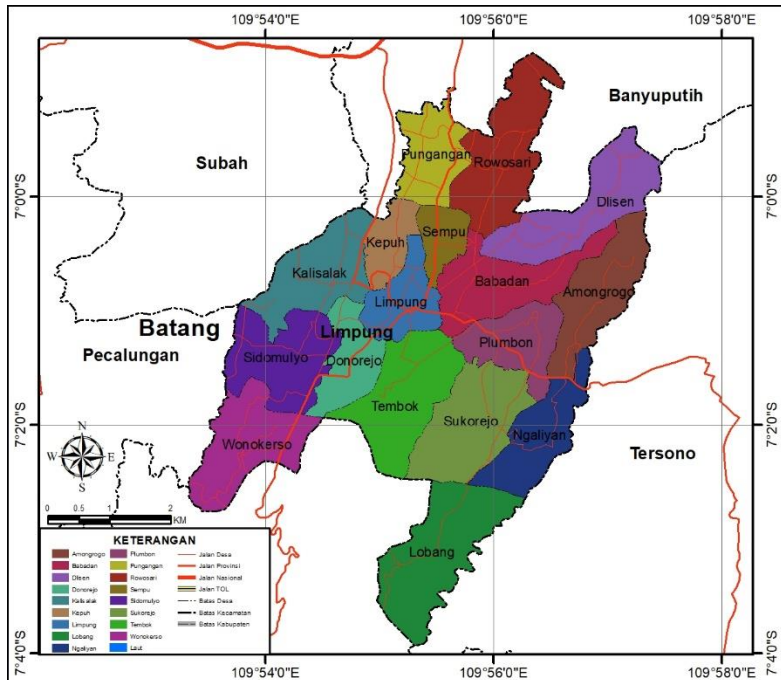 109°54'0"E 109°56'0"E 109°58'0"E
Banyuputih
Subah
Pungangan
Rowosari
7°0'0"S 7°0'0"S
Dlisen
Kepuh
Sempu
Kalisalak
Babadan
Amongrogo
Limpung
Batang
Limpung
Plumbon
Pecalungan
Sidomulyo
Donorejo
Tembok
Sukorejo
7°2'0"S 7°2'0"S
Wonokerso
Ngaliyan
Tersono
N
W E
S
0 0.5 1 2
KM
Lobang
KETERANGAN
Amongrogo Plumbon Jalan Desa
Babadan Pungangan Jalan Provinsi
Dlisen Rowosari Jalan Nasional
Donorejo Sempu Jalan TOL
Kalisalak Sidomulyo Batas Desa
Kepuh Sukorejo Batas Kecamatan
Limpung Tembok Batas Kabupaten
Lobang Wonokerso
Ngaliyan Laut
7°4'0"S 7°4'0"S
109°54'0"E 109°56'0"E 109°58'0"E